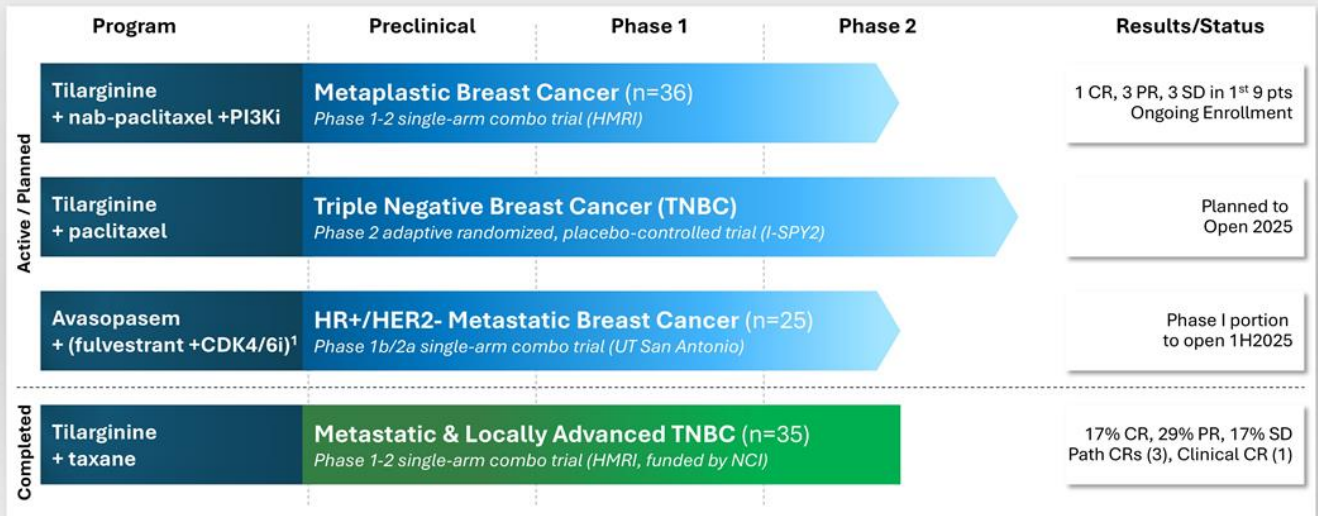 Program Preclinical Phase 1 Phase 2 Results/Status
Active / Planned
Tilarginine
+ nab-paclitaxel +PI3Ki
Metaplastic Breast Cancer (n=36)
Phase 1-2 single-arm combo trial (HMRI)
1 CR, 3 PR, 3 SD in 1st 9 pts
Ongoing Enrollment
Tilarginine
+ paclitaxel
Triple Negative Breast Cancer (TNBC)
Phase 2 adaptive randomized, placebo-controlled trial (I-SPY2)
Planned to
Open 2025
Avasopasem
+ (fulvestrant +CDK4/6i)¹
HR+/HER2- Metastatic Breast Cancer (n=25)
Phase 1b/2a single-arm combo trial (UT San Antonio)
Phase I portion
to open 1H2025
Completed
Tilarginine
+ taxane
Metastatic & Locally Advanced TNBC (n=35)
Phase 1-2 single-arm combo trial (HMRI, funded by NCI)
17% CR, 29% PR, 17% SD
Path CRs (3), Clinical CR (1)